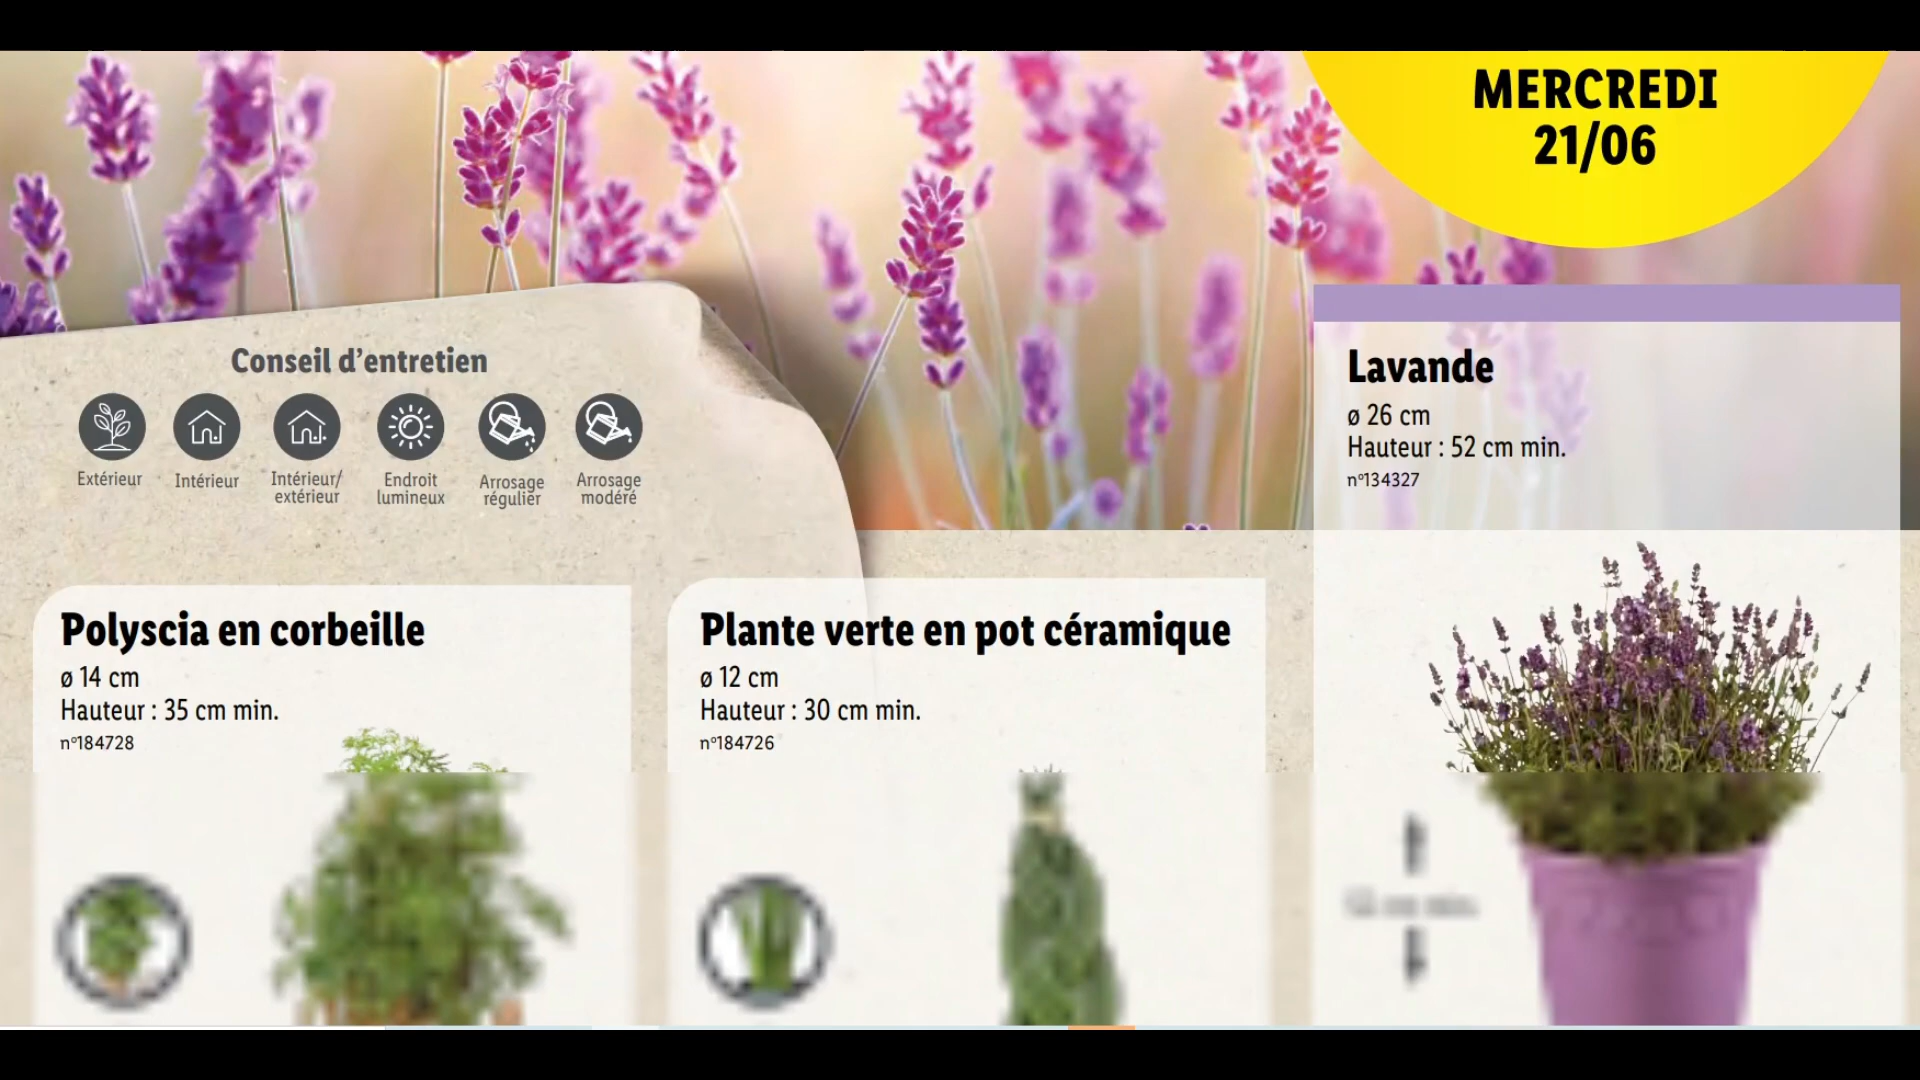 MERCREDI
21/06
Conseil d’entretien
Extérieur
Intérieur
Intérieur/
extérieur
Endroit
lumineux
Arrosage
régulier
Arrosage
modéré
Lavande
ø 26 cm
Hauteur : 52 cm min.
n°134327
Polyscia en corbeille
ø 14 cm
Hauteur : 35 cm min.
n°184728
Plante verte en pot céramique
ø 12 cm
Hauteur : 30 cm min.
n°184726